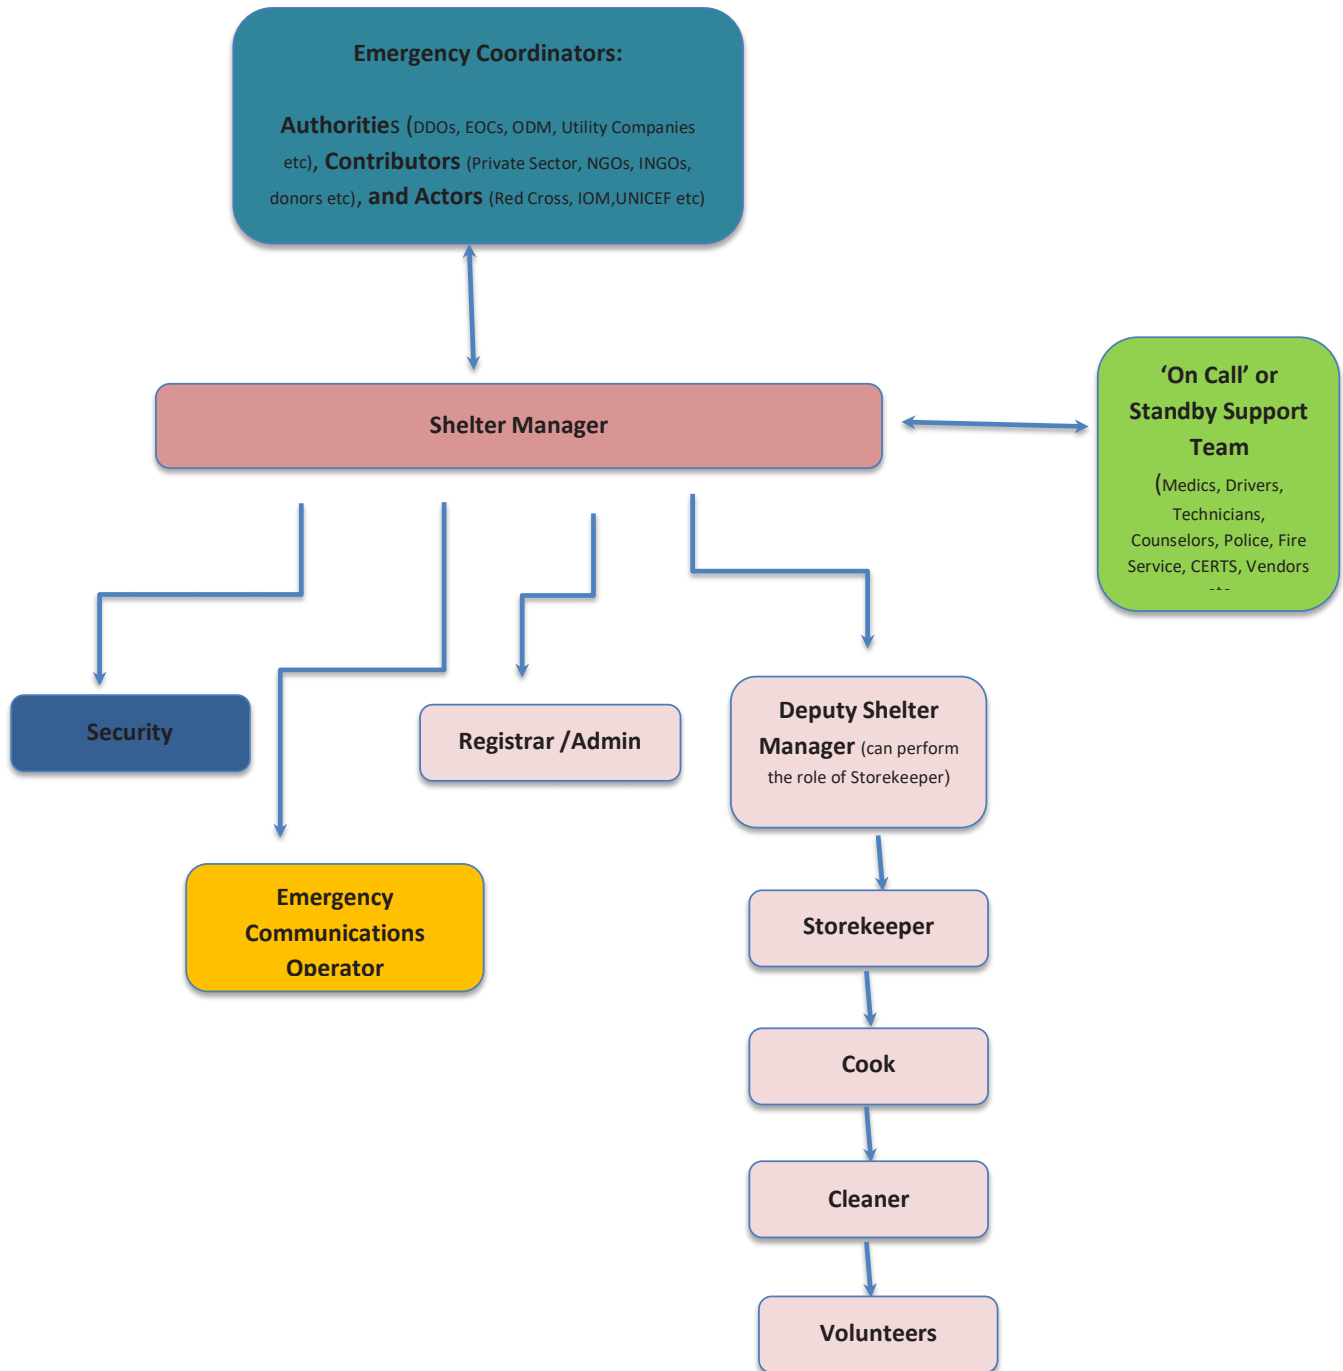 Emergency Coordinators:
Authorities (DDOs, EOCs, ODM, Utility Companies
etc), Contributors (Private Sector, NGOs, INGOs,
donors etc), and Actors (Red Cross, IOM,UNICEF etc)
Shelter Manager
‘On Call’ or
Standby Support
Team
(Medics, Drivers,
Technicians,
Counselors, Police, Fire
Service, CERTS, Vendors
etc
Security
Registrar /Admin
Deputy Shelter
Manager (can perform
the role of Storekeeper)
Emergency
Communications
Operator
Storekeeper
Cook
Cleaner
Volunteers